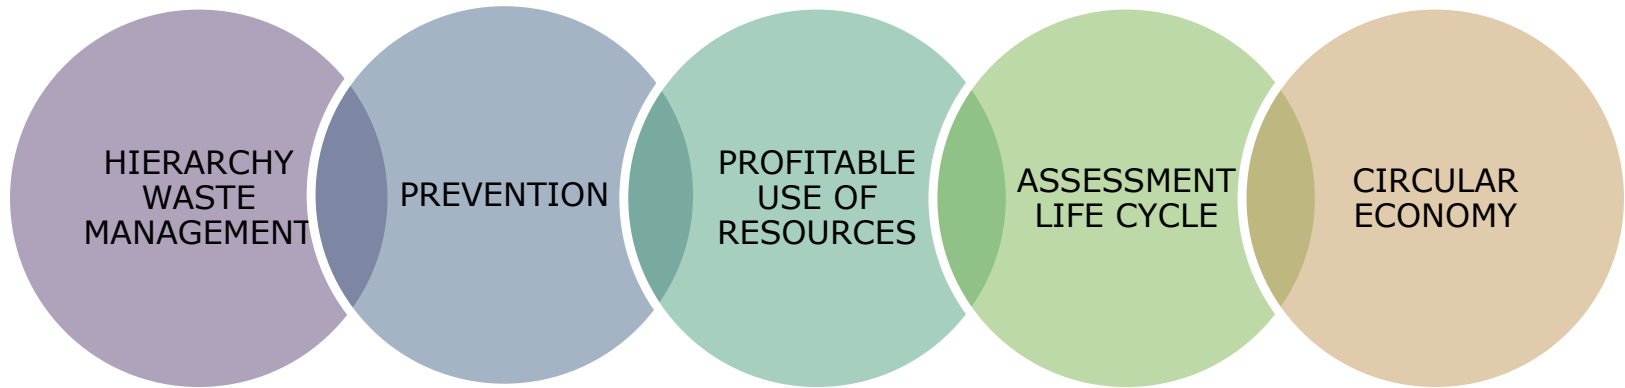 HIERARCHY
WASTE
MANAGEMENT
PREVENTION
PROFITABLE
USE OF
RESOURCES
ASSESSMENT
LIFE CYCLE
CIRCULAR
ECONOMY